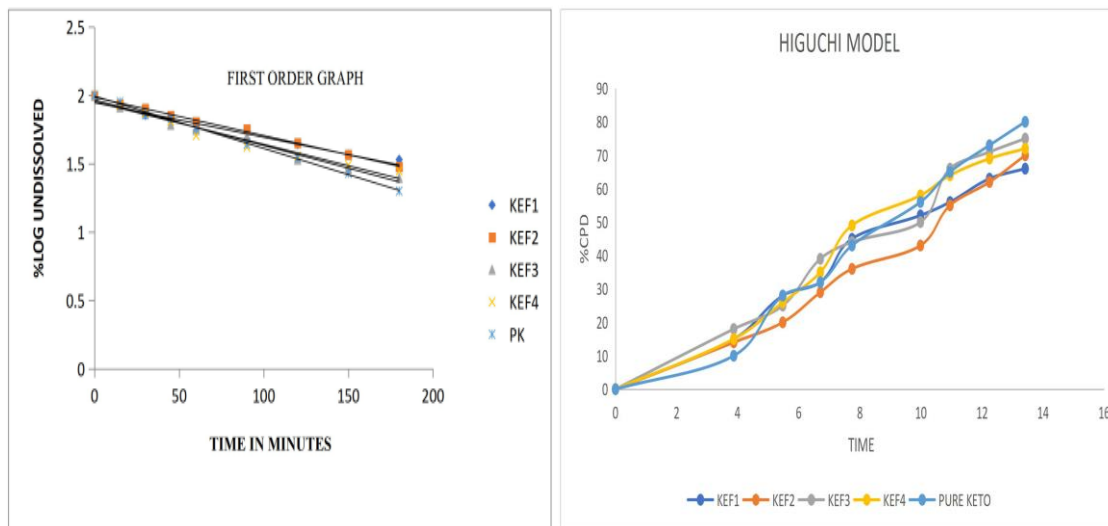 FIRST ORDER GRAPH
2.5
2
1.5
1
0.5
0
%LOG UNDISSOLVED
0 50 100 150 200
TIME IN MINUTES
KEF1
KEF2
KEF3
KEF4
PK
HIGUCHI MODEL
90
80
70
60
50
40
30
20
10
0
%CPD
0 2 4 6 8 10 12 14 16
TIME
KEF1 KEF2 KEF3 KEF4 PURE KETO